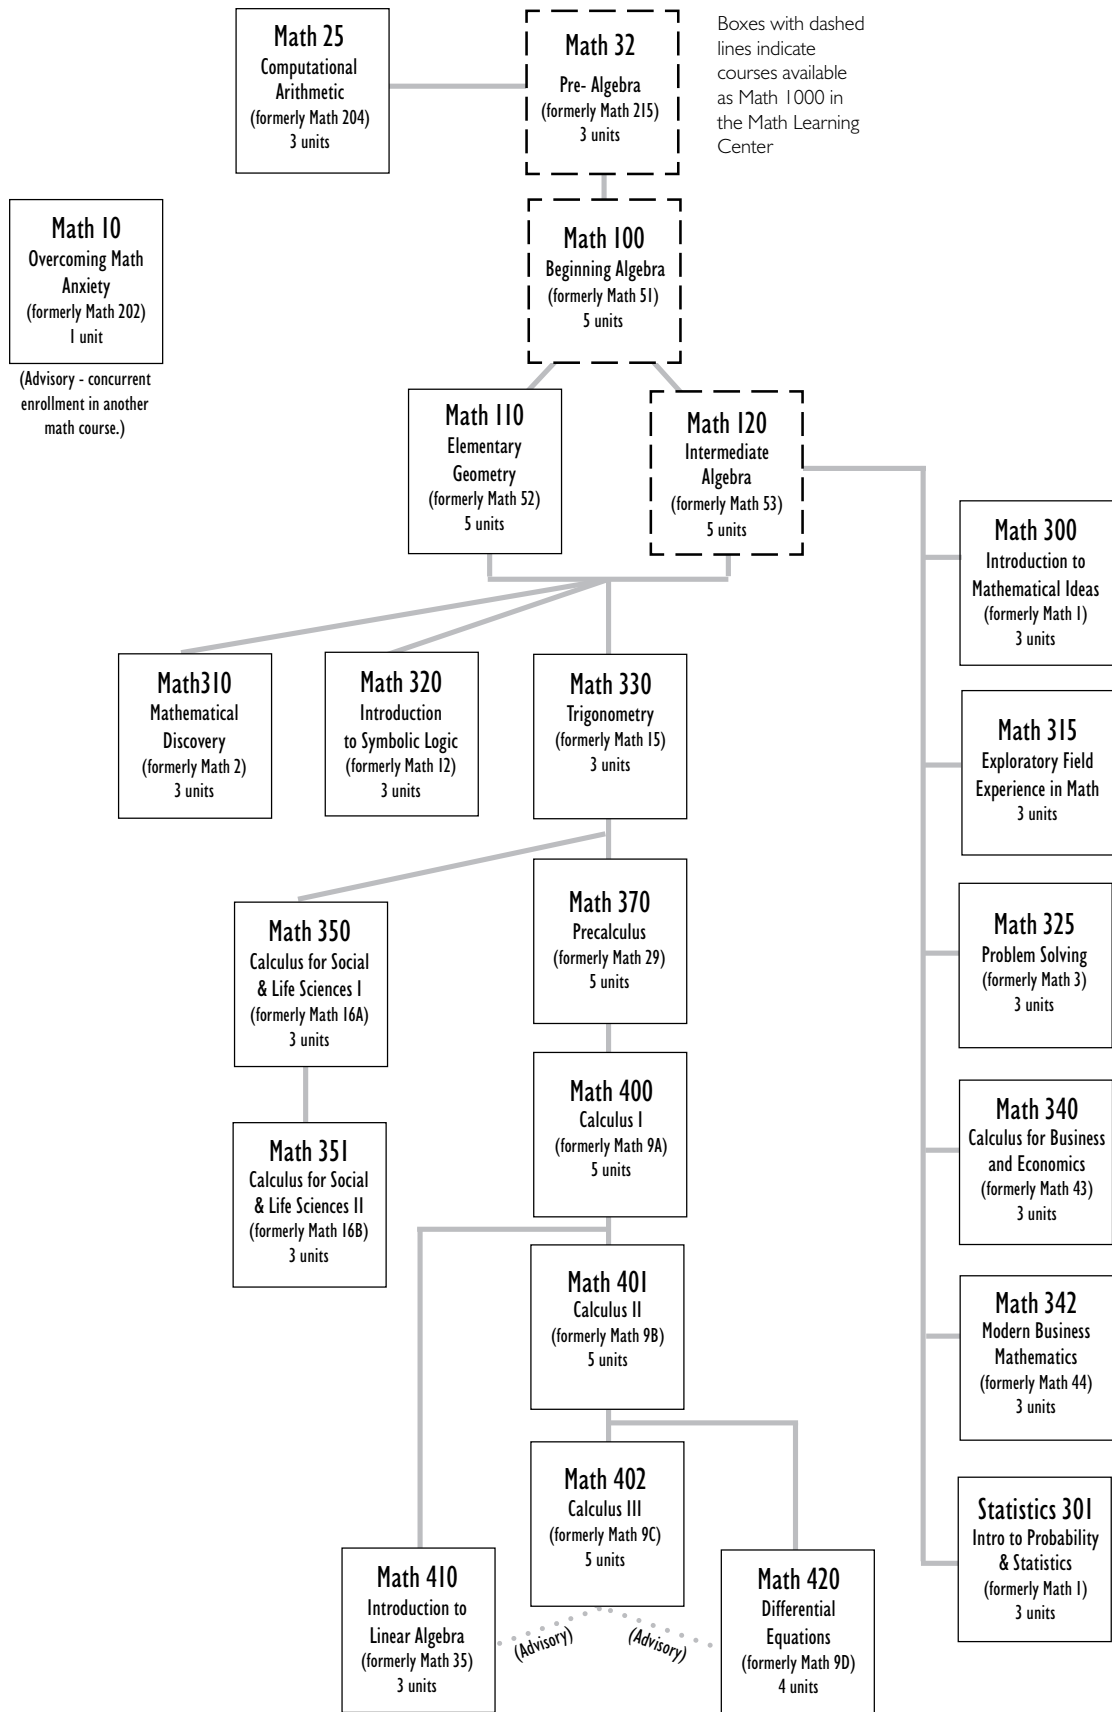 Math 25
Computational
Arithmetic
(formerly Math 204)
3 units
Math 32
Pre- Algebra
(formerly Math 215)
3 units
Boxes with dashed
lines indicate
courses available
as Math 1000 in
the Math Learning
Center
Math 10
Overcoming Math
Anxiety
(formerly Math 202)
1 unit
(Advisory - concurrent
enrollment in another
math course.)
Math 100
Beginning Algebra
(formerly Math 51)
5 units
Math 110
Elementary
Geometry
(formerly Math 52)
5 units
Math 120
Intermediate
Algebra
(formerly Math 53)
5 units
Math 300
Introduction to
Mathematical Ideas
(formerly Math 1)
3 units
Math310
Mathematical
Discovery
(formerly Math 2)
3 units
Math 320
Introduction
to Symbolic Logic
(formerly Math 12)
3 units
Math 330
Trigonometry
(formerly Math 15)
3 units
Math 315
Exploratory Field
Experience in Math
3 units
Math 350
Calculus for Social
& Life Sciences I
(formerly Math 16A)
3 units
Math 370
Precalculus
(formerly Math 29)
5 units
Math 325
Problem Solving
(formerly Math 3)
3 units
Math 351
Calculus for Social
& Life Sciences II
(formerly Math 16B)
3 units
Math 400
Calculus I
(formerly Math 9A)
5 units
Math 340
Calculus for Business
and Economics
(formerly Math 43)
3 units
Math 401
Calculus II
(formerly Math 9B)
5 units
Math 342
Modern Business
Mathematics
(formerly Math 44)
3 units
Math 402
Calculus III
(formerly Math 9C)
5 units
Statistics 301
Intro to Probability
& Statistics
(formerly Math 1)
3 units
Math 410
Introduction to
Linear Algebra
(formerly Math 35)
3 units
(Advisory)
(Advisory)
Math 420
Differential
Equations
(formerly Math 9D)
4 units